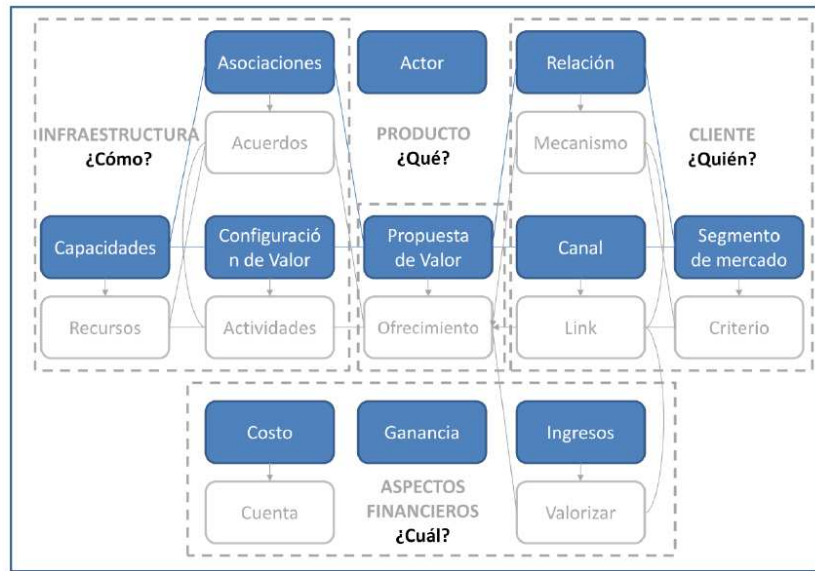 Asociaciones
Actor
Relación
INFRAESTRUCTURA
¿Cómo?
Acuerdos
PRODUCTO
¿Qué?
Mecanismo
CLIENTE
¿Quién?
Capacidades
Configuració
n de Valor
Propuesta
de Valor
Canal
Segmento
de mercado
Recursos
Actividades
Ofrecimiento
Link
Criterio
Costo
Ganancia
Ingresos
Cuenta
ASPECTOS
FINANCIEROS
¿Cuál?
Valorizar